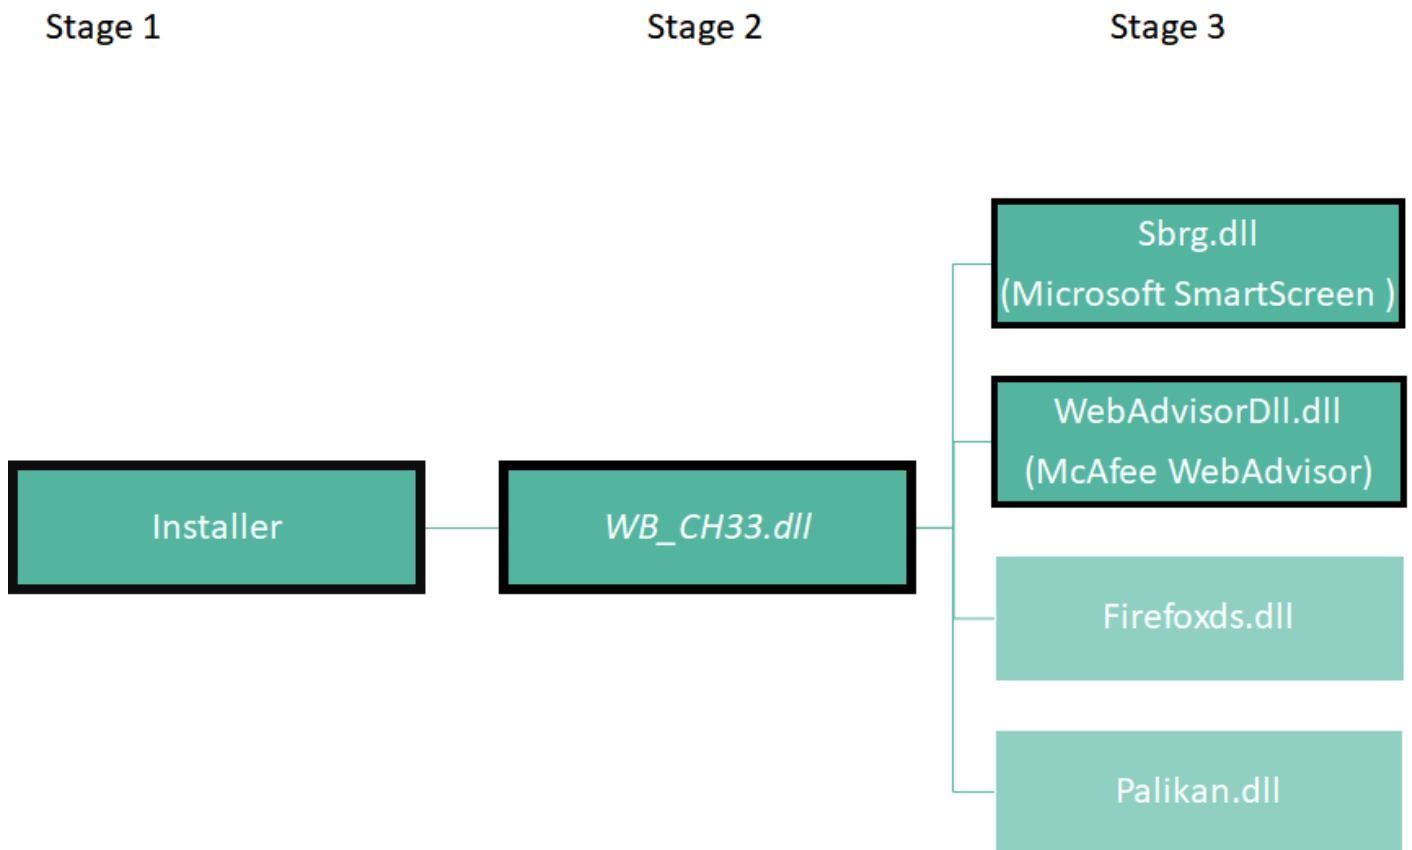 Stage 1
Stage 2
Stage 3
Sbrg.dll
(Microsoft SmartScreen )
WebAdvisorDll.dll
(McAfee WebAdvisor)
Installer
WB_CH33.dll
Firefoxds.dll
Palikan.dll